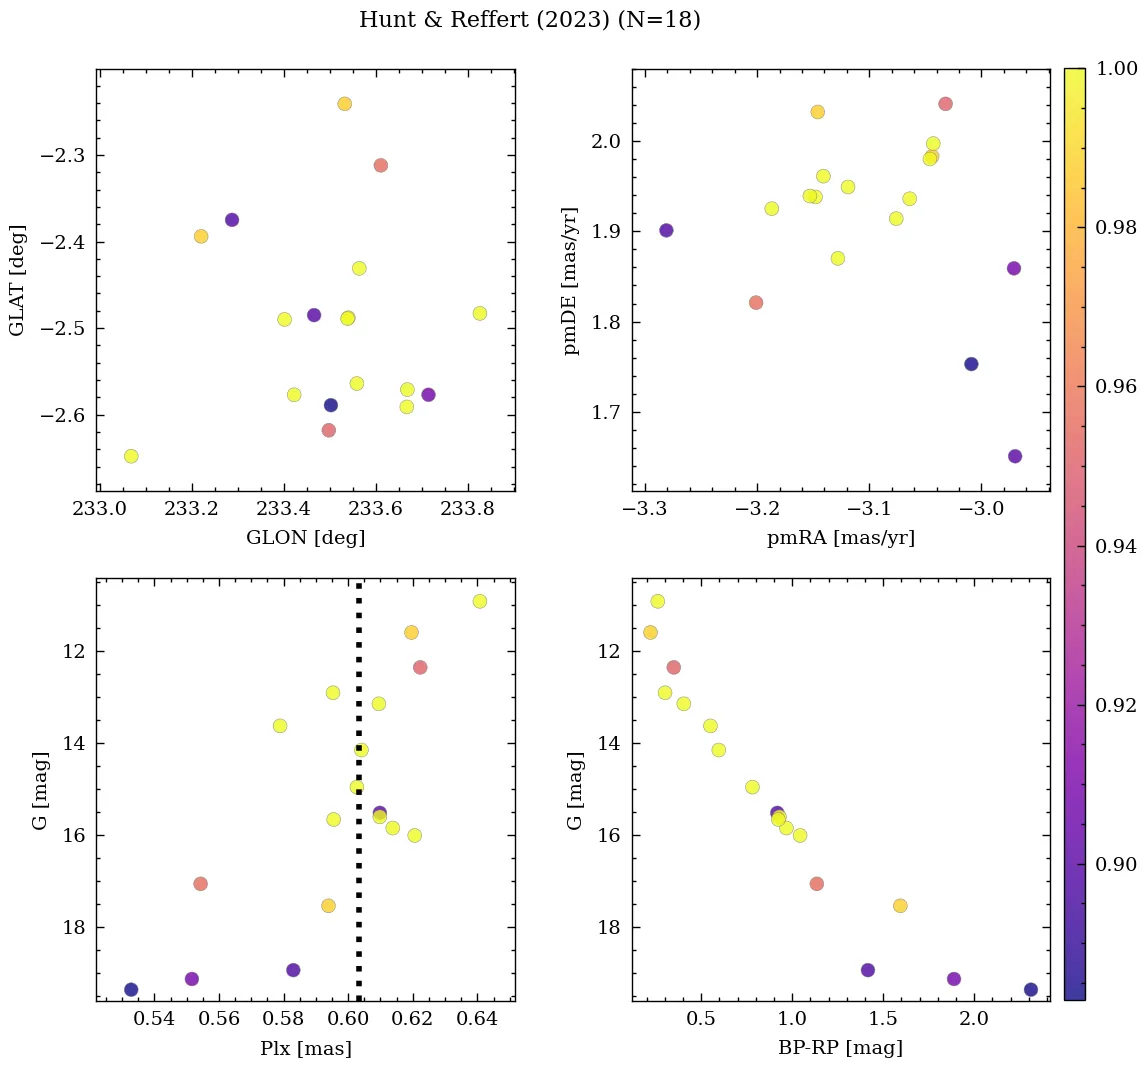 Hunt & Reffert (2023) (N=18)
−2.3
−2.4
−2.5
−2.6
GLAT [deg]
233.0 233.2 233.4 233.6 233.8
GLON [deg]
2.0
1.9
1.8
1.7
pmDE [mas/yr]
−3.3 −3.2 −3.1 −3.0
pmRA [mas/yr]
12
14
16
18
G [mag]
0.54 0.56 0.58 0.60 0.62 0.64
Plx [mas]
12
14
16
18
G [mag]
0.5 1.0 1.5 2.0
BP-RP [mag]
1.00
0.98
0.96
0.94
0.92
0.90